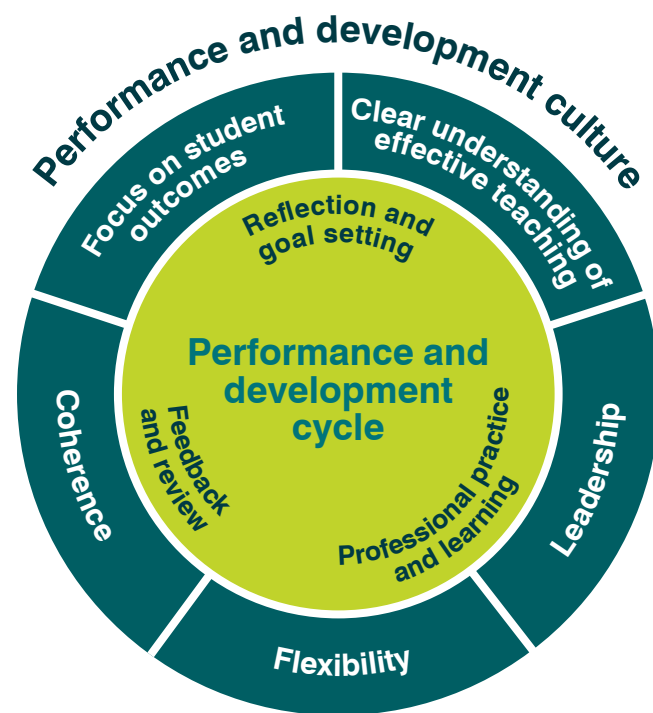 Performance and development culture
Focus on student
outcomes
Clear understanding of
effective teaching
Reflection and
goal setting
Performance and
development
cycle
Coherence
Feedback
and review
Professional practice
and learning
Leadership
Flexibility